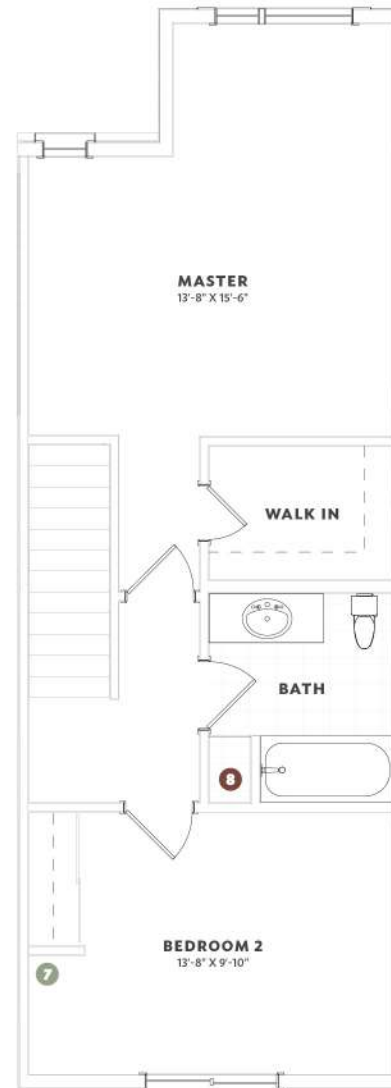 MASTER
13'-8" X 15'-6"
WALK IN
BATH
8
BEDROOM 2
13'-8" X 9'-10"
7